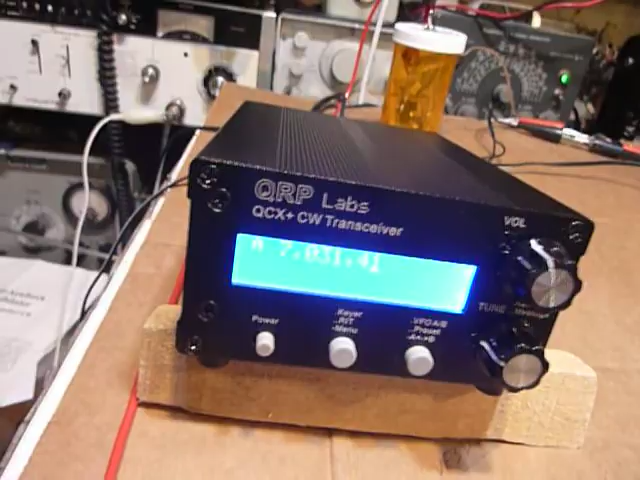 QRP Labs
QCX+ CW Transceiver
VOL
A 7.031.41
TUNE
Power
Keyer
RIT
Menu
VFO A/B
Preset
A<->B